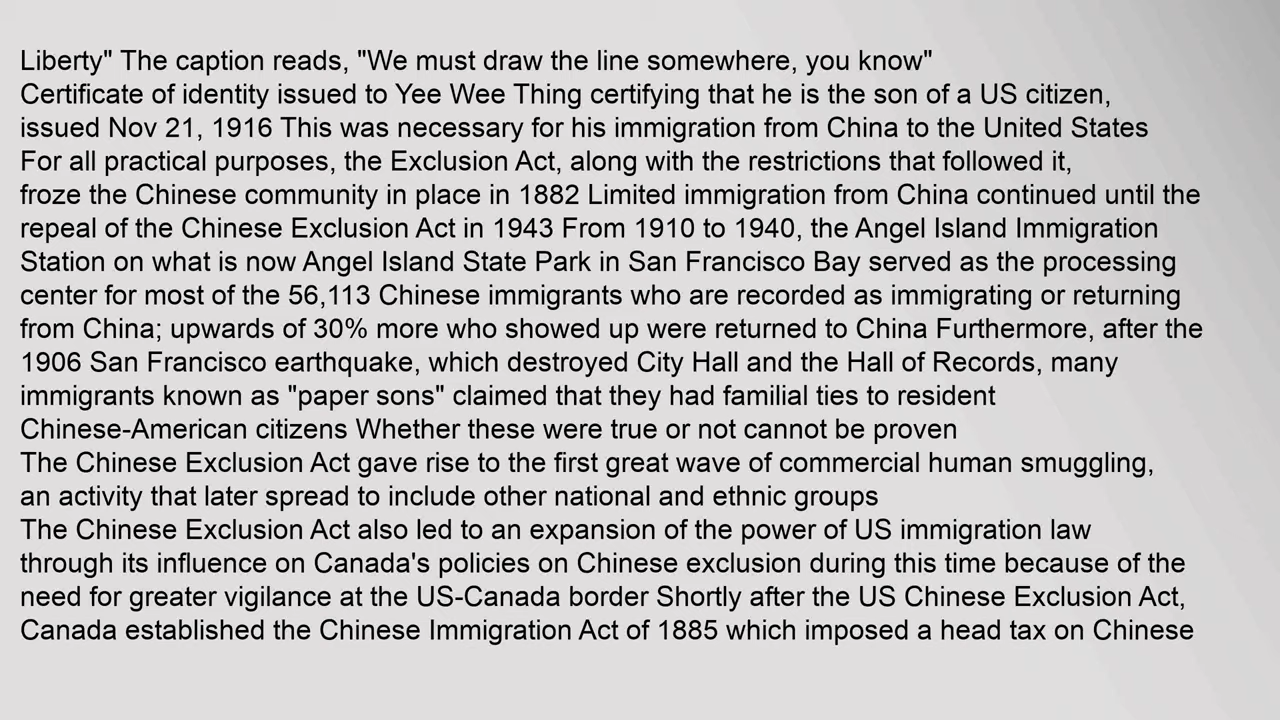 Liberty" The caption reads, "We must draw the line somewhere, you know"
Certificate of identity issued to Yee Wee Thing certifying that he is the son of a US citizen,
issued Nov 21, 1916 This was necessary for his immigration from China to the United States
For all practical purposes, the Exclusion Act, along with the restrictions that followed it,
froze the Chinese community in place in 1882 Limited immigration from China continued until the
repeal of the Chinese Exclusion Act in 1943 From 1910 to 1940, the Angel Island Immigration
Station on what is now Angel Island State Park in San Francisco Bay served as the processing
center for most of the 56,113 Chinese immigrants who are recorded as immigrating or returning
from China; upwards of 30% more who showed up were returned to China Furthermore, after the
1906 San Francisco earthquake, which destroyed City Hall and the Hall of Records, many
immigrants known as "paper sons" claimed that they had familial ties to resident
Chinese-American citizens Whether these were true or not cannot be proven
The Chinese Exclusion Act gave rise to the first great wave of commercial human smuggling,
an activity that later spread to include other national and ethnic groups
The Chinese Exclusion Act also led to an expansion of the power of US immigration law
through its influence on Canada's policies on Chinese exclusion during this time because of the
need for greater vigilance at the US-Canada border Shortly after the US Chinese Exclusion Act,
Canada established the Chinese Immigration Act of 1885 which imposed a head tax on Chinese